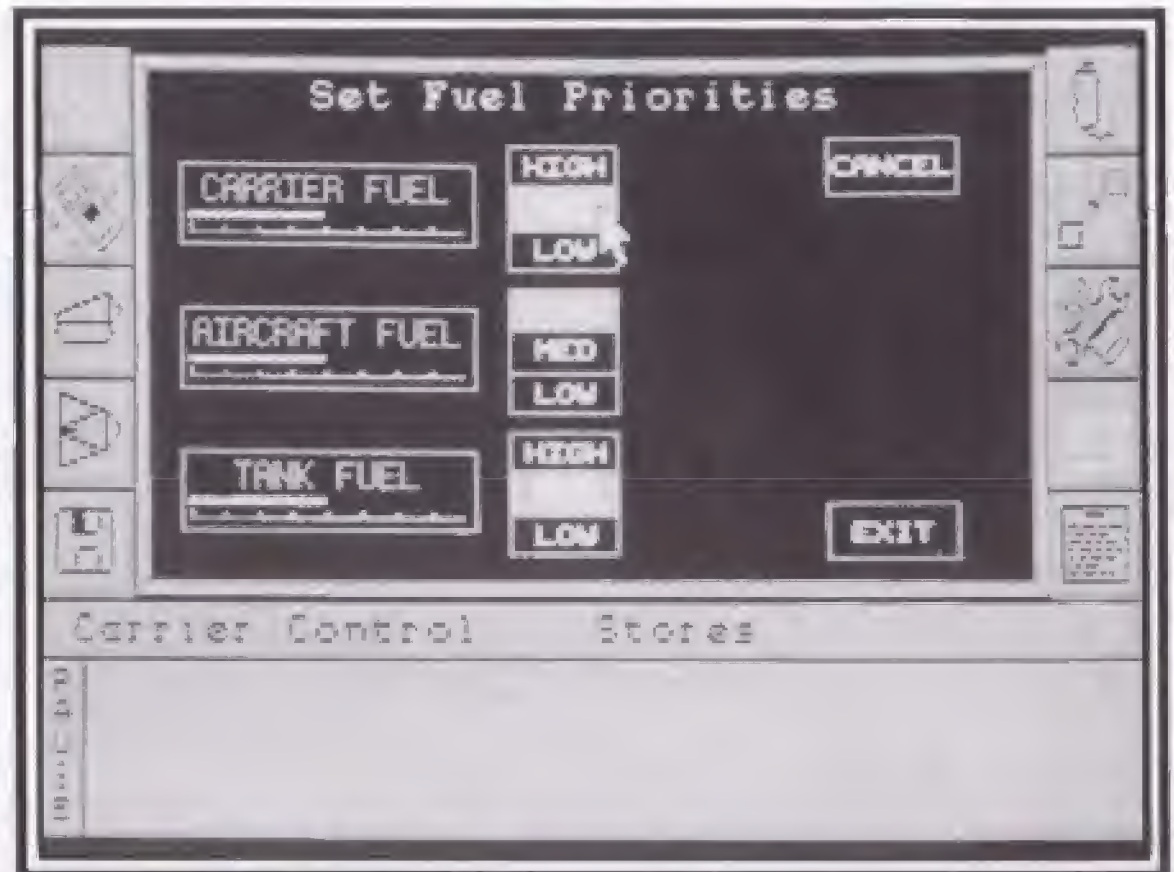 Set Fuel Priorities
CARRIER FUEL
HIGH
LOW
CANCEL
AIRCRAFT FUEL
MED
LOW
TANK FUEL
HIGH
LOW
EXIT
Carrier Control Stores